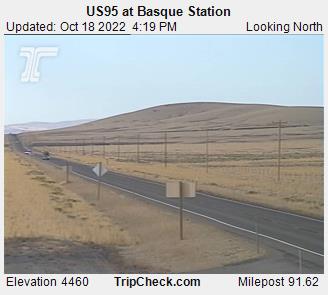 US95 at Basque Station
Updated: Oct 18 2022 4:19 PM Looking North
Elevation 4460 TripCheck.com Milepost 91.62